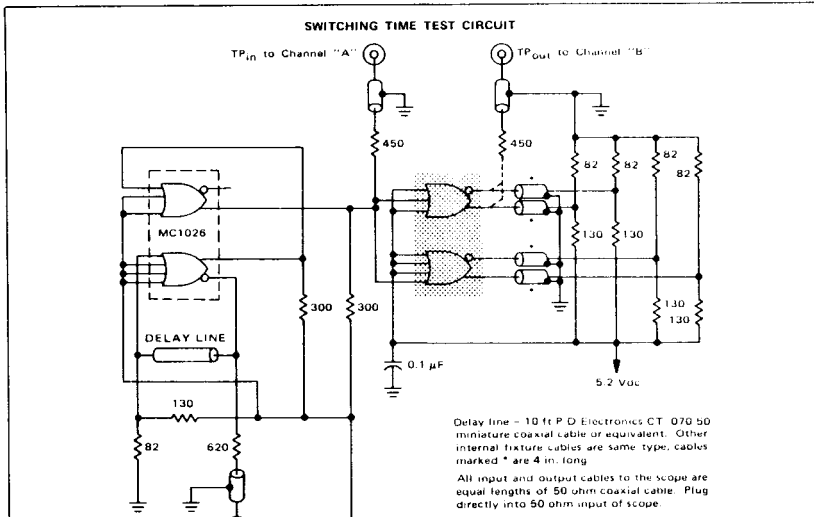 SWITCHING TIME TEST CIRCUIT
TPin to Channel "A"
TPout to Channel "B"
450
450
82
82
82
82
MC1026
130
130
300
300
130
130
DELAY LINE
0.1 µF
5.2 Vdc
130
82
620
Delay line – 10 ft P D Electronics CT 070 50
miniature coaxial cable or equivalent. Other
internal fixture cables are same type, cables
marked * are 4 in. long
All input and output cables to the scope are
equal lengths of 50 ohm coaxial cable. Plug
directly into 50 ohm input of scope.